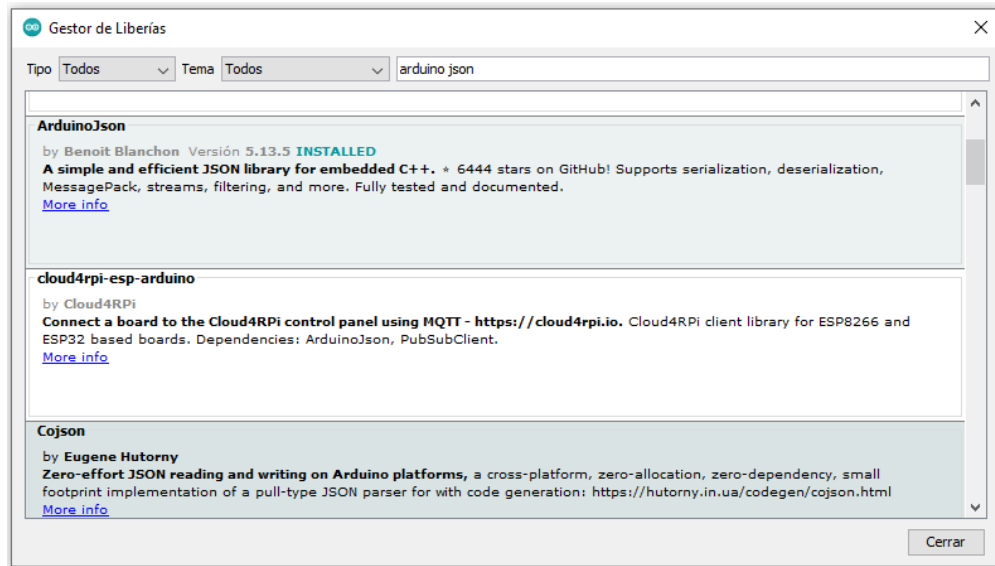 Gestor de Liberías
Tipo Todos Tema Todos arduino json
ArduinoJson
by Benoit Blanchon Versión 5.13.5 INSTALLED
A simple and efficient JSON library for embedded C++. ⭐ 6444 stars on GitHub! Supports serialization, deserialization,
MessagePack, streams, filtering, and more. Fully tested and documented.
More info
cloud4rpi-esp-arduino
by Cloud4RPi
Connect a board to the Cloud4RPi control panel using MQTT - https://cloud4rpi.io. Cloud4RPi client library for ESP8266 and
ESP32 based boards. Dependencies: ArduinoJson, PubSubClient.
More info
Cojson
by Eugene Hutorny
Zero-effort JSON reading and writing on Arduino platforms, a cross-platform, zero-allocation, zero-dependency, small
footprint implementation of a pull-type JSON parser for with code generation: https://hutorny.in.ua/codegen/cojson.html
More info
Cerrar